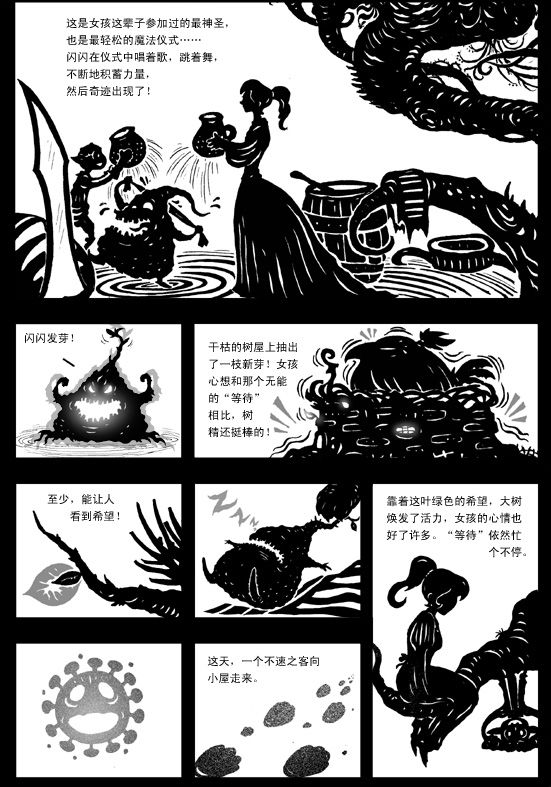 这是女孩这辈子参加过的最神圣，
也是最轻松的魔法仪式……
闪闪在仪式中唱着歌，跳着舞，
不断地积蓄力量，
然后奇迹出现了！
闪闪发芽！
干枯的树屋上抽出
了一枝新芽！女孩
心想和那个无能
的“等待”
相比，树
精还挺棒的！
至少，能让人
看到希望！
ZNNN
靠着这叶绿色的希望，大树
焕发了活力，女孩的心情也
好了许多。“等待”依然忙
个不停。
这天，一个不速之客向
小屋走来。